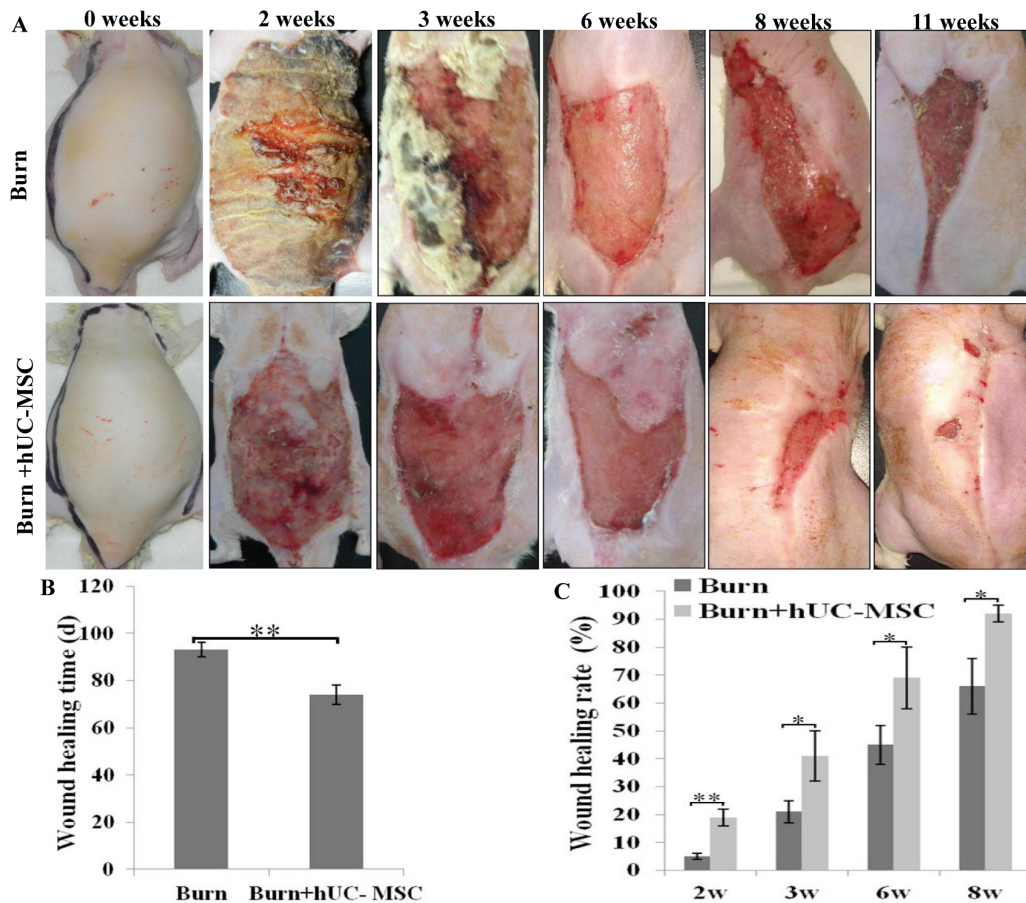 A
0 weeks 2 weeks 3 weeks 6 weeks 8 weeks 11 weeks
Burn
Burn +hUC-MSC
B
120
100
80
60
40
20
0
Wound healing time (d)
**
Burn Burn+hUC- MSC
C
100
90
80
70
60
50
40
30
20
10
0
Wound healing rate (%)
Burn
Burn+hUC-MSC
**
*
*
*
2w 3w 6w 8w